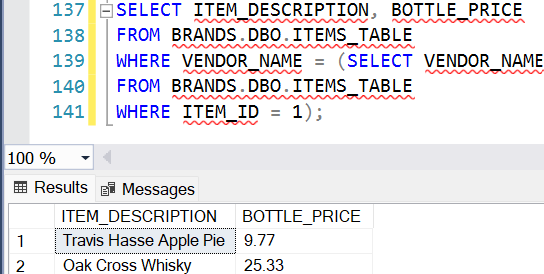 137 SELECT ITEM_DESCRIPTION, BOTTLE_PRICE
138 FROM BRANDS.DBO.ITEMS_TABLE
139 WHERE VENDOR_NAME = (SELECT VENDOR_NAME
140 FROM BRANDS.DBO.ITEMS_TABLE
141 WHERE ITEM_ID = 1);
100 %
Results Messages
ITEM_DESCRIPTION BOTTLE_PRICE
1 Travis Hasse Apple Pie 9.77
2 Oak Cross Whisky 25.33